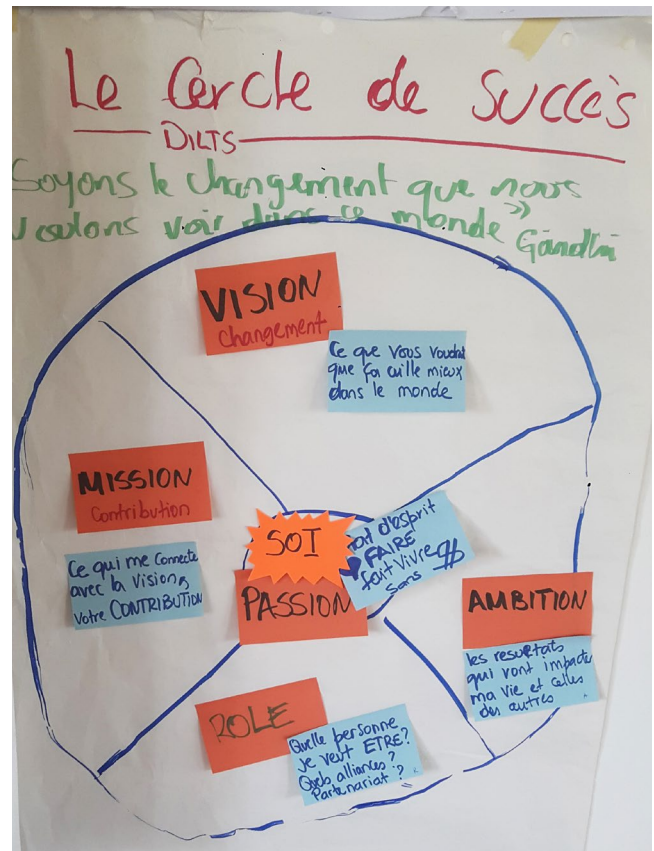 Le Cercle de Succès
DILTS
Soyons le changement que nous
voulons voir dans ce monde »
Gandhi
VISION
Changement
Ce que vous voudriez
que ça aille mieux
dans le monde
MISSION
Contribution
Ce qui me connecte
avec la vision
votre CONTRIBUTION
SOI
PASSION
d'esprit
FAIRE
fait vivre
sans
AMBITION
les resultats
qui vont impacter
ma vie et celles
des autres
ROLE
Quelle personne
je veut ETRE?
Quels alliances?
Partenariat?